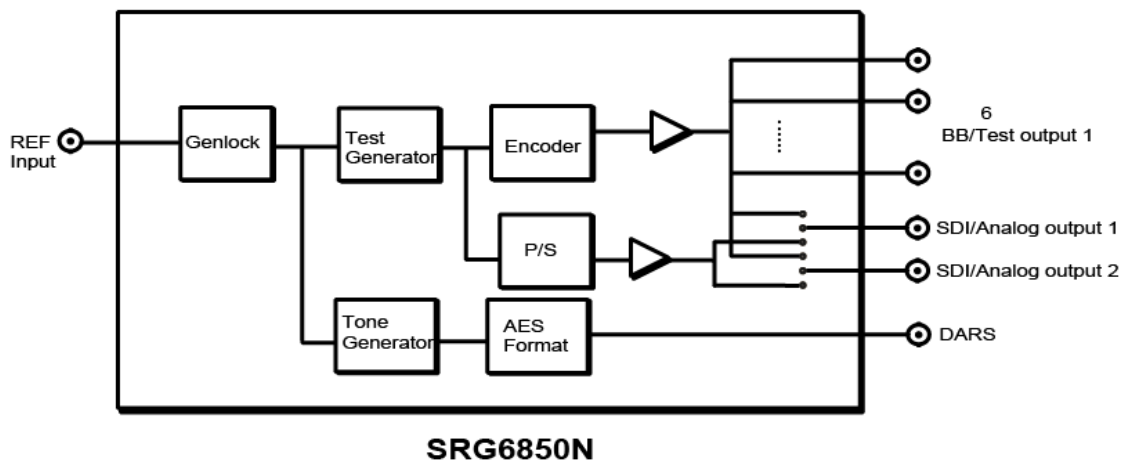 REF
Input
Genlock
Test
Generator
Encoder
P/S
Tone
Generator
AES
Format
6
BB/Test output 1
SDI/Analog output 1
SDI/Analog output 2
DARS
SRG6850N